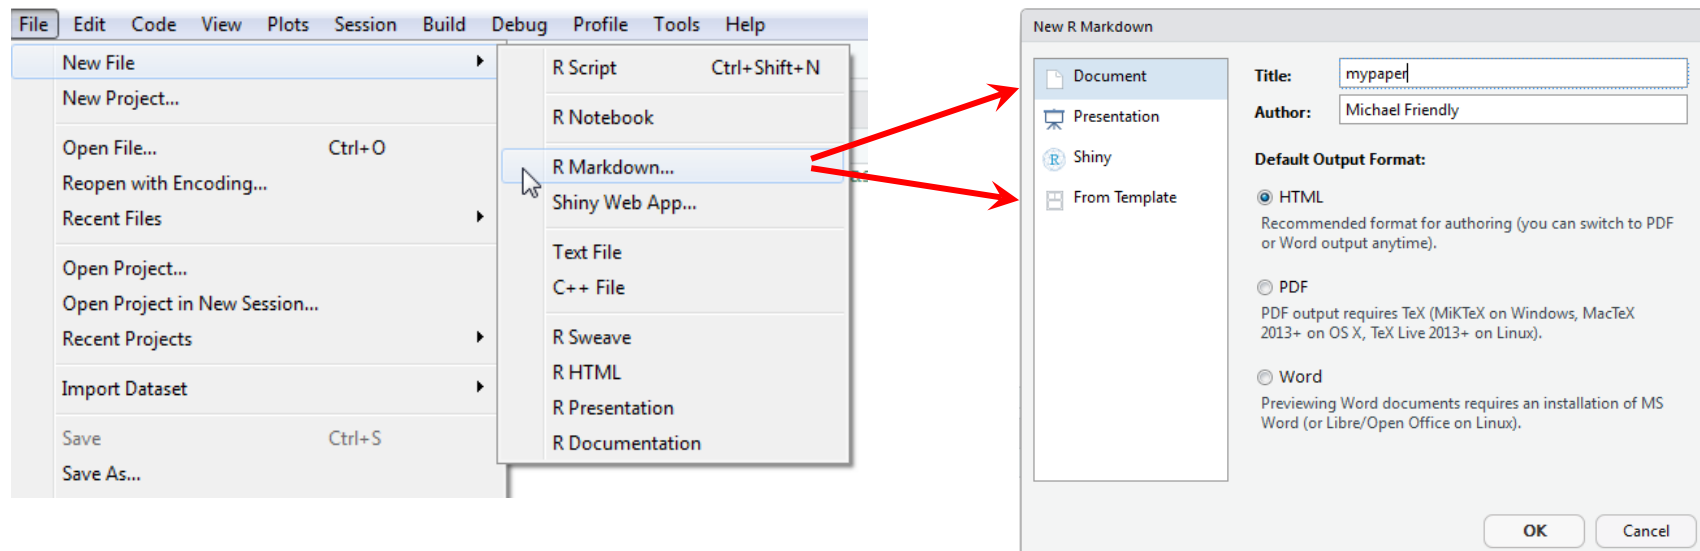 File Edit Code View Plots Session Build Debug Profile Tools Help
New File
New Project...
Open File... Ctrl+O
Reopen with Encoding...
Recent Files
Open Project...
Open Project in New Session...
Recent Projects
Import Dataset
Save Ctrl+S
Save As...
R Script Ctrl+Shift+N
R Notebook
R Markdown...
Shiny Web App...
Text File
C++ File
R Sweave
R HTML
R Presentation
R Documentation
New R Markdown
Document
Presentation
Shiny
From Template
Title: mypaper
Author: Michael Friendly
Default Output Format:
HTML
Recommended format for authoring (you can switch to PDF
or Word output anytime).
PDF
PDF output requires TeX (MiKTeX on Windows, MacTeX
2013+ on OS X, TeX Live 2013+ on Linux).
Word
Previewing Word documents requires an installation of MS
Word (or Libre/Open Office on Linux).
OK Cancel